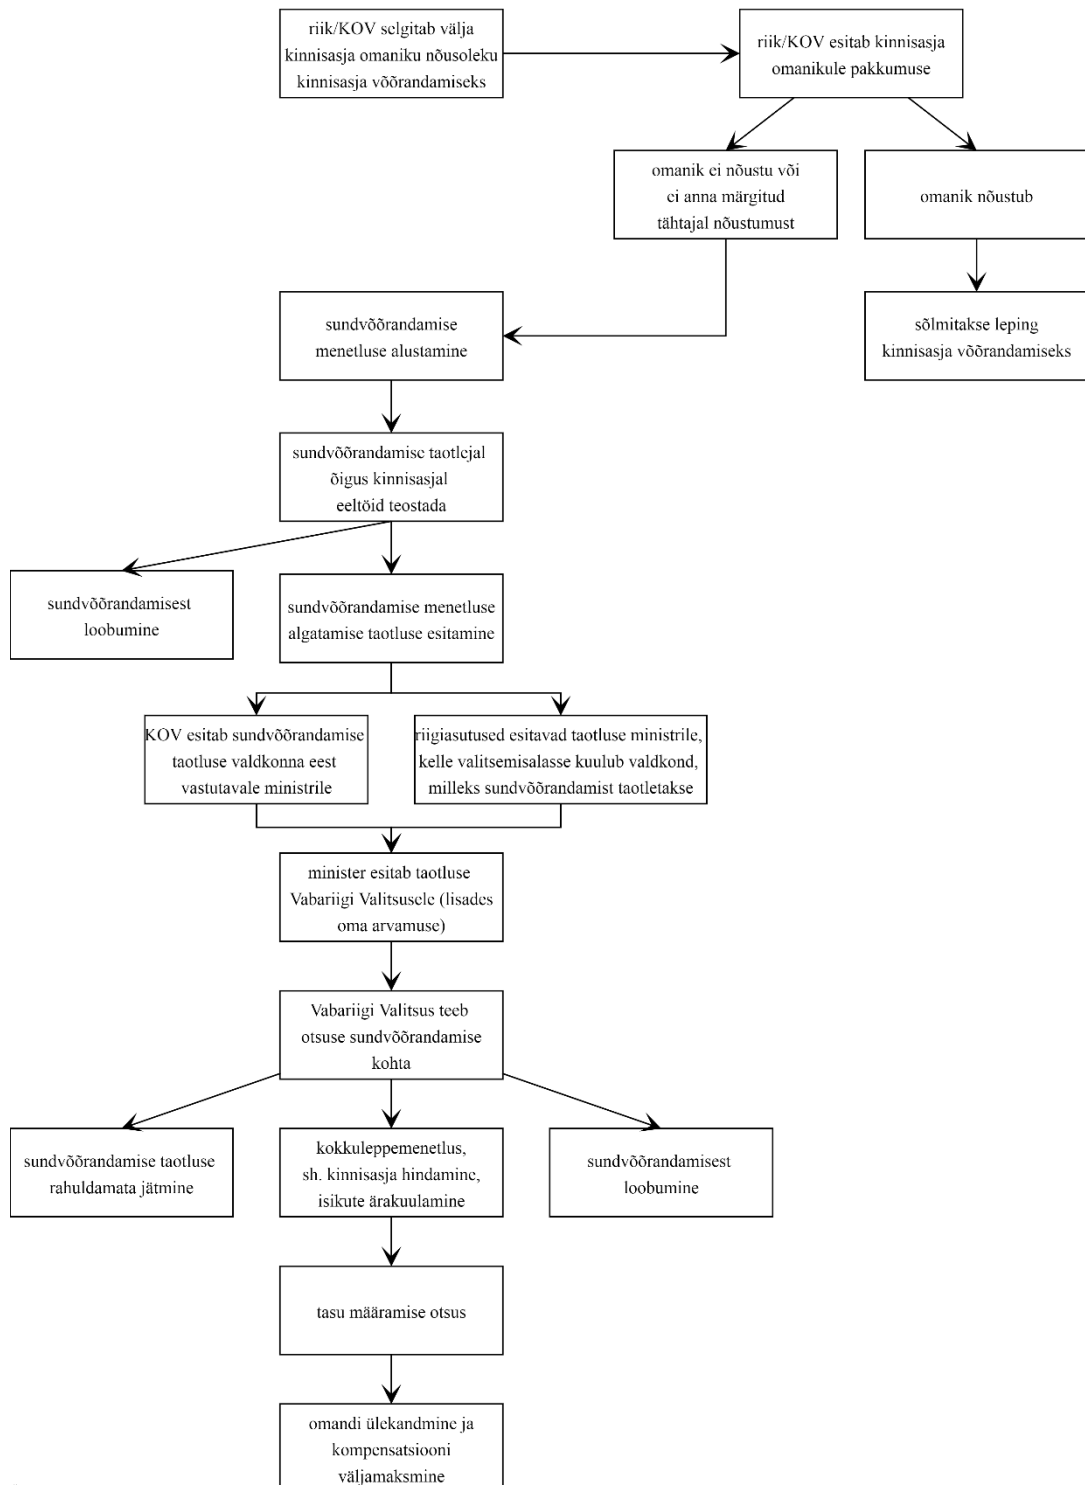 riik/KOV selgitab välja
kinnisasja omaniku nõusoleku
kinnisasja võõrandamiseks
riik/KOV esitab kinnisasja
omanikule pakkumuse
omanik ei nõustu või
ei anna märgitud
tähtajal nõustumust
omanik nõustub
sundvõõrandamise
menetluse alustamine
sõlmitakse leping
kinnisasja võõrandamiseks
sundvõõrandamise taotlejal
õigus kinnisasjal
eeltöid teostada
sundvõõrandamisest
loobumine
sundvõõrandamise menetluse
algatamise taotluse esitamine
KOV esitab sundvõõrandamise
taotluse valdkonna eest
vastutavale ministrile
riigiasutused esitavad taotluse ministrile,
kelle valitsemisalasse kuulub valdkond,
milleks sundvõõrandamist taotletakse
minister esitab taotluse
Vabariigi Valitsusele (lisades
oma arvamuse)
Vabariigi Valitsus teeb
otsuse sundvõõrandamise
kohta
sundvõõrandamise taotluse
rahuldamata jätmine
kokkuleppemenetlus,
sh. kinnisasja hindamine,
isikute ärakuulamine
sundvõõrandamisest
loobumine
tasu määramise otsus
omandi ülekandmine ja
kompensatsiooni
väljamaksmine